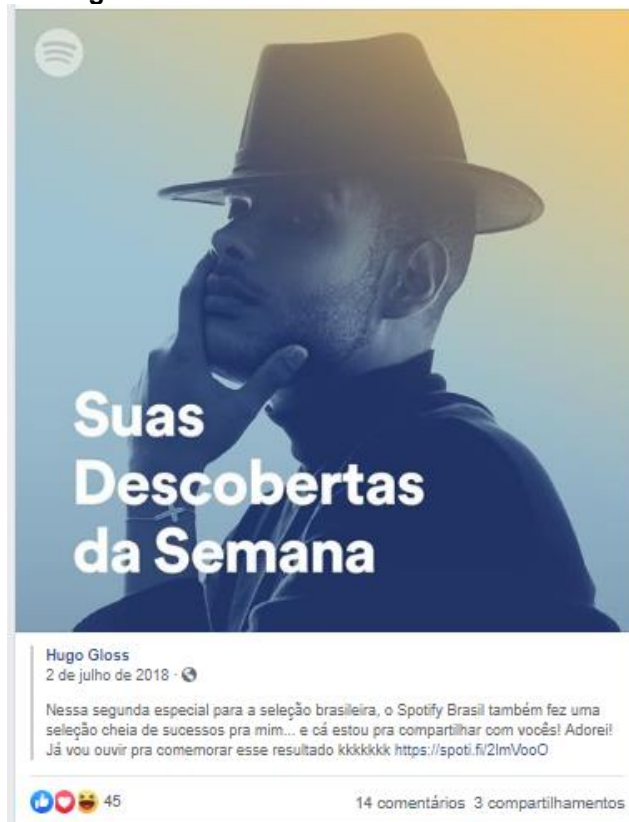 Suas
Descobertas
da Semana
Hugo Gloss
2 de julho de 2018 ·
Nessa segunda especial para a seleção brasileira, o Spotify Brasil também fez uma
seleção cheia de sucessos pra mim... e cá estou pra compartilhar com vocês! Adorei!
Já vou ouvir pra comemorar esse resultado kkkkkkk https://spoti.fi/2lmVooO
45
14 comentários 3 compartilhamentos